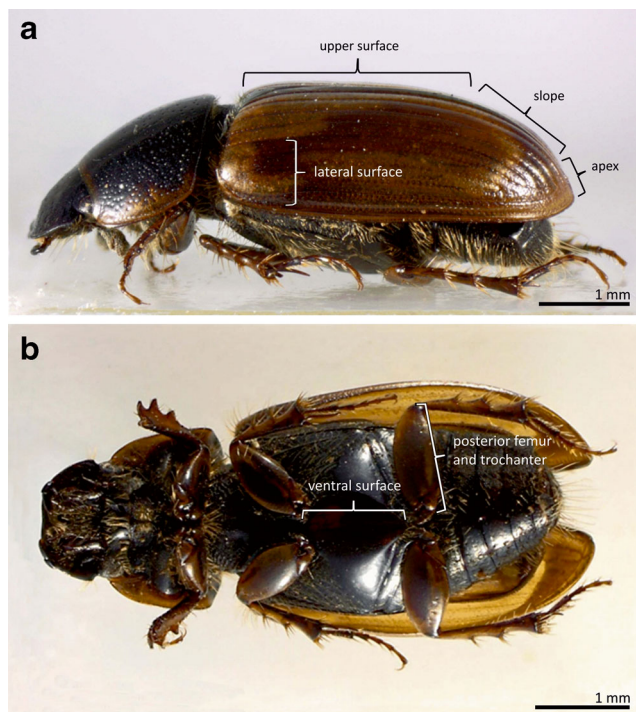 a
upper surface
slope
apex
lateral surface
1 mm
b
posterior femur
and trochanter
ventral surface
1 mm